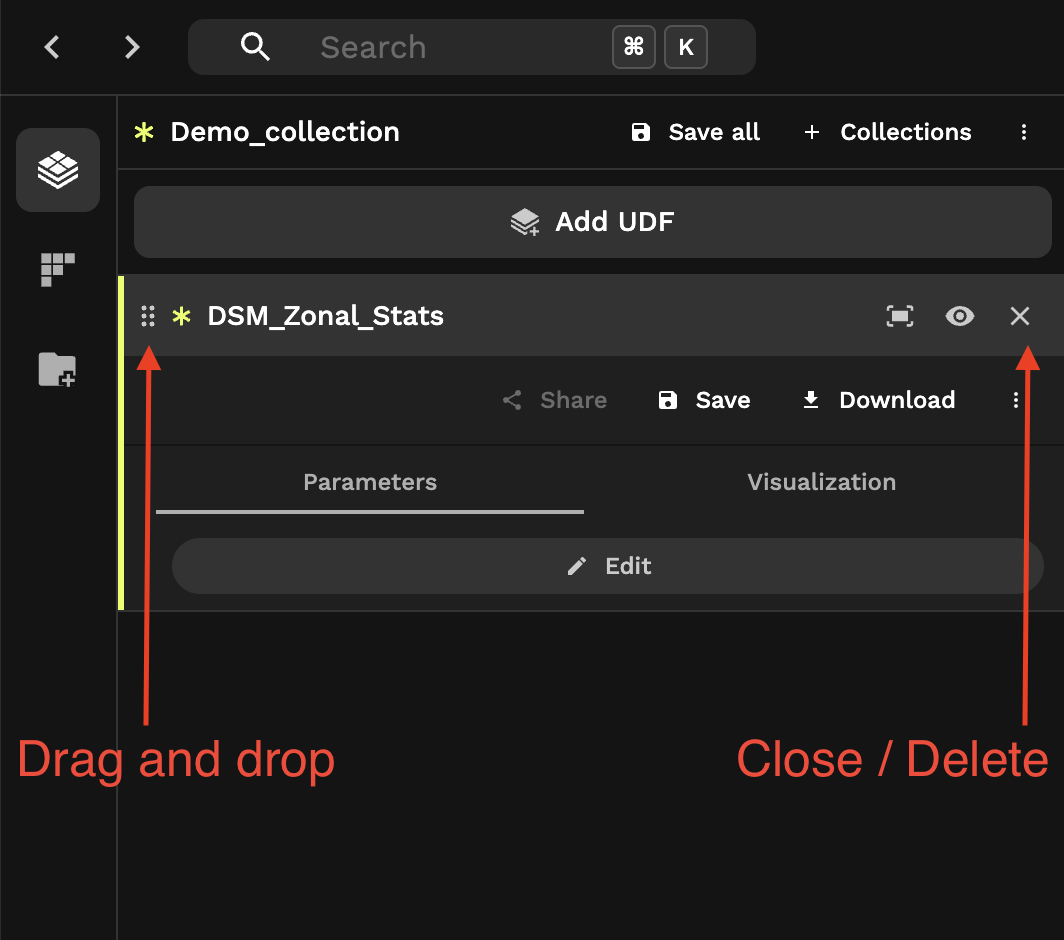 Search ⌘ K
* Demo_collection Save all + Collections
Add UDF
* DSM_Zonal_Stats
Share Save Download
Parameters Visualization
Edit
Drag and drop Close / Delete